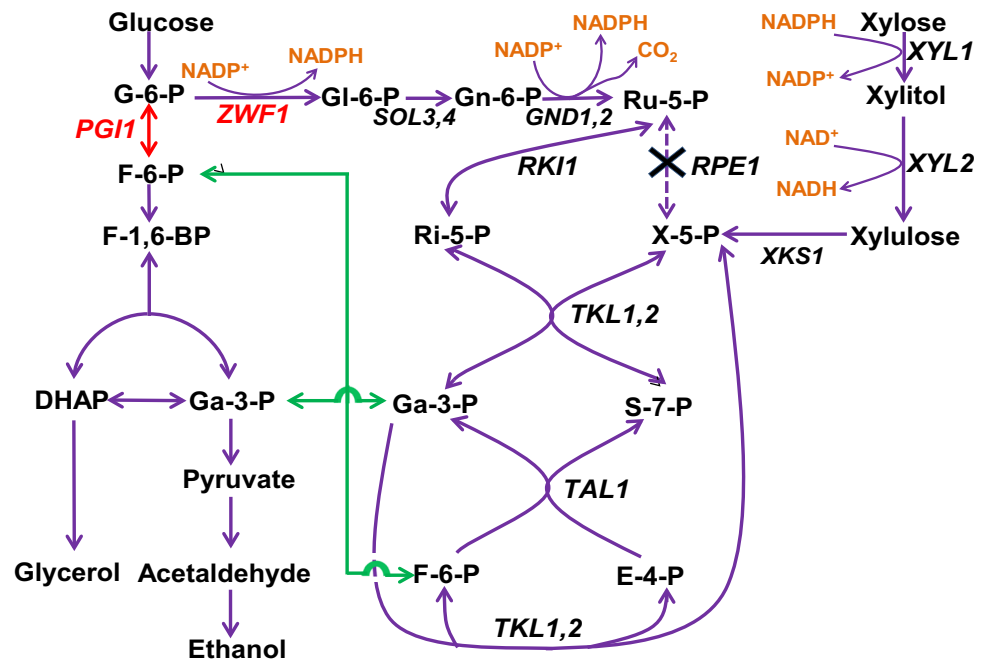 Glucose
NADPH
Xylose
NADP+
NADPH
NADP+
CO2
XYL1
NADP+
G-6-P
ZWF1
Gl-6-P
SOL3,4
Gn-6-P
GND1,2
Ru-5-P
Xylitol
PGI1
NAD+
F-6-P
RKI1
RPE1
XYL2
NADH
F-1,6-BP
Ri-5-P
X-5-P
XKS1
Xylulose
TKL1,2
DHAP
Ga-3-P
Ga-3-P
S-7-P
Pyruvate
TAL1
Glycerol
Acetaldehyde
F-6-P
E-4-P
TKL1,2
Ethanol
NADPH